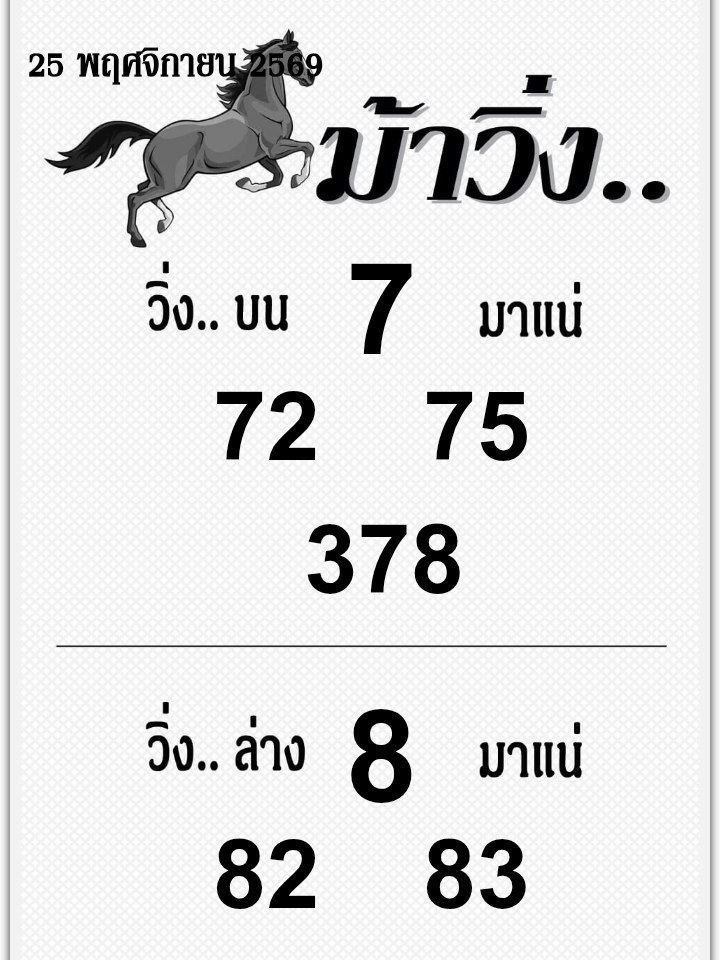 25 พฤศจิกายน 2569
ม้าวิ่ง..
วิ่ง.. บน 7 มาแน่
72 75
378
วิ่ง.. ล่าง 8 มาแน่
82 83